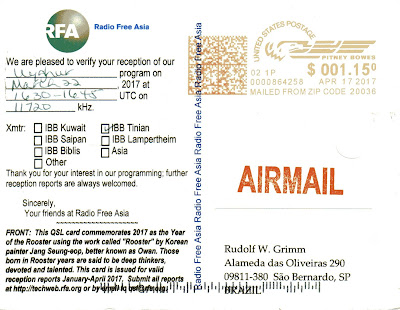 RFA Radio Free Asia
We are pleased to verify your reception of our
Uyghur program on
March 22, 2017 at
1630-1645 UTC on
11720 kHz.
Xmtr: IBB Kuwait IBB Tinian
IBB Saipan IBB Lampertheim
IBB Biblis Asia
Other
Thank you for your interest in our programming; further
reception reports are always welcomed.
Sincerely,
Your friends at Radio Free Asia
FRONT: This QSL card commemorates 2017 as the Year
of the Rooster using the work called "Rooster" by Korean
painter Jang Seung-eop, better known as Owon. Those
born in Rooster years are said to be deep thinkers,
devoted and talented. This card is issued for valid
reception reports January-April 2017. Submit all reports
at http://techweb.rfa.org or by email to qsl@rfa.org.
Radio Free Asia Radio Free Asia Radio Free Asia Radio Free Asia Radio Free Asia
UNITED STATES POSTAGE
PITNEY BOWES
02 1P $ 001.15⁰
0000864258 APR 17 2017
MAILED FROM ZIP CODE 20036
AIRMAIL
Rudolf W. Grimm
Alameda das Oliveiras 290
09811-380 São Bernardo, SP
BRAZIL